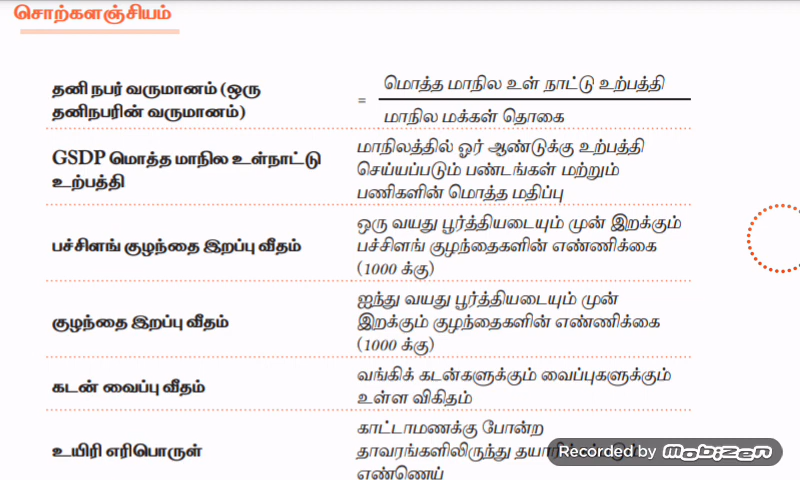 சொற்களஞ்சியம்
தனி நபர் வருமானம் (ஒரு
தனிநபரின் வருமானம்)
=
மொத்த மாநில உள் நாட்டு உற்பத்தி
மாநில மக்கள் தொகை
GSDP மொத்த மாநில உள்நாட்டு
உற்பத்தி
மாநிலத்தில் ஓர் ஆண்டுக்கு உற்பத்தி
செய்யப்படும் பண்டங்கள் மற்றும்
பணிகளின் மொத்த மதிப்பு
பச்சிளங் குழந்தை இறப்பு வீதம்
ஒரு வயது பூர்த்தியடையும் முன் இறக்கும்
பச்சிளங் குழந்தைகளின் எண்ணிக்கை
(1000 க்கு)
குழந்தை இறப்பு வீதம்
ஐந்து வயது பூர்த்தியடையும் முன்
இறக்கும் குழந்தைகளின் எண்ணிக்கை
(1000 க்கு)
கடன் வைப்பு வீதம்
வங்கிக் கடன்களுக்கும் வைப்புகளுக்கும்
உள்ள விகிதம்
உயிரி எரிபொருள்
காட்டாமணக்கு போன்ற
தாவரங்களிலிருந்து
எண்ணெய்
Recorded by mobizen